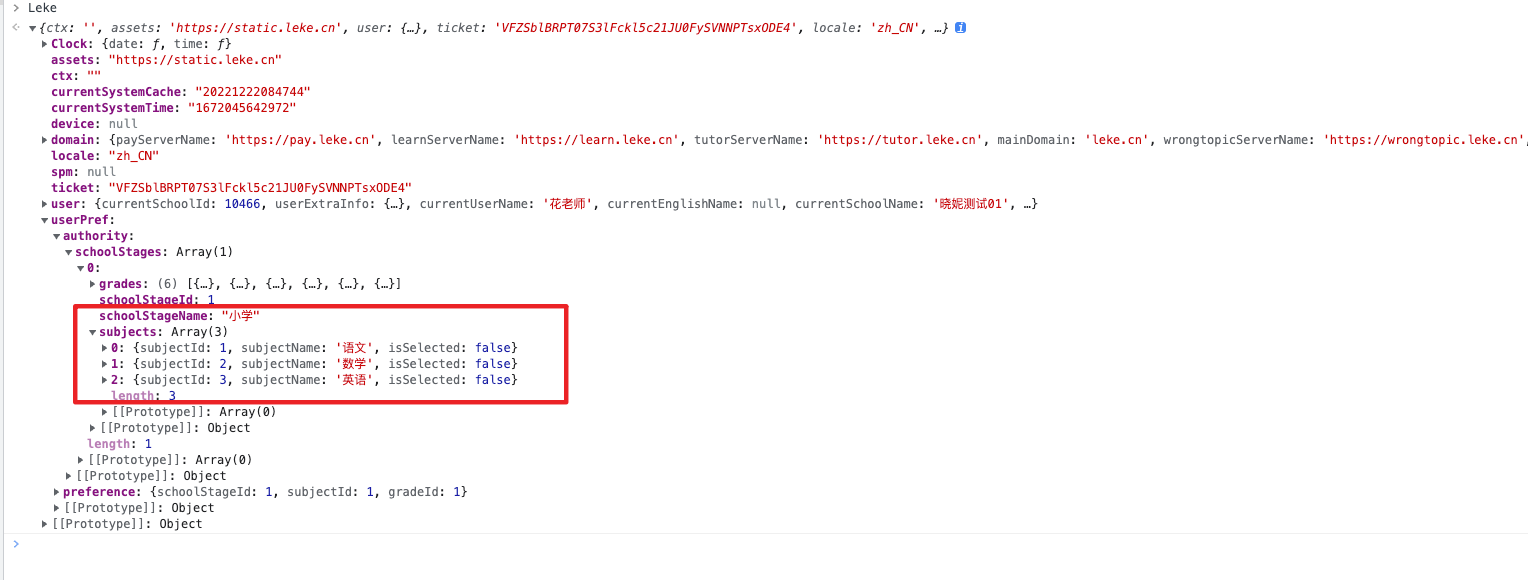 Leke
{ctx: '', assets: 'https://static.leke.cn', user: {…}, ticket: 'VFZSblBRPT07S3lFckl5c21JU0FySVNNPTsxODE4E4', locale: 'zh_CN', …}
Clock: {date: ƒ, time: ƒ}
assets: "https://static.leke.cn"
ctx: ""
currentSystemCache: "20221222084744"
currentSystemTime: "1672045642972"
device: null
domain: {payServerName: 'https://pay.leke.cn', learnServerName: 'https://learn.leke.cn', tutorServerName: 'https://tutor.leke.cn', mainDomain: 'leke.cn', wrongtopicServerName: 'https://wrongtopic.leke.cn',
locale: "zh_CN"
spm: null
ticket: "VFZSblBRPT07S3lFckl5c21JU0FySVNNPTsxODE4E4"
user: {currentSchoolId: 10466, userExtraInfo: {…}, currentUserName: '花老师', currentEnglishName: null, currentSchoolName: '晓妮测试01', …}
userPref:
authority:
schoolStages: Array(1)
0:
grades: (6) [{…}, {…}, {…}, {…}, {…}, {…}]
schoolStageId: 1
schoolStageName: "小学"
subjects: Array(3)
0: {subjectId: 1, subjectName: '语文', isSelected: false}
1: {subjectId: 2, subjectName: '数学', isSelected: false}
2: {subjectId: 3, subjectName: '英语', isSelected: false}
length: 3
[[Prototype]]: Array(0)
[[Prototype]]: Object
length: 1
[[Prototype]]: Array(0)
[[Prototype]]: Object
preference: {schoolStageId: 1, subjectId: 1, gradeId: 1}
[[Prototype]]: Object
[[Prototype]]: Object